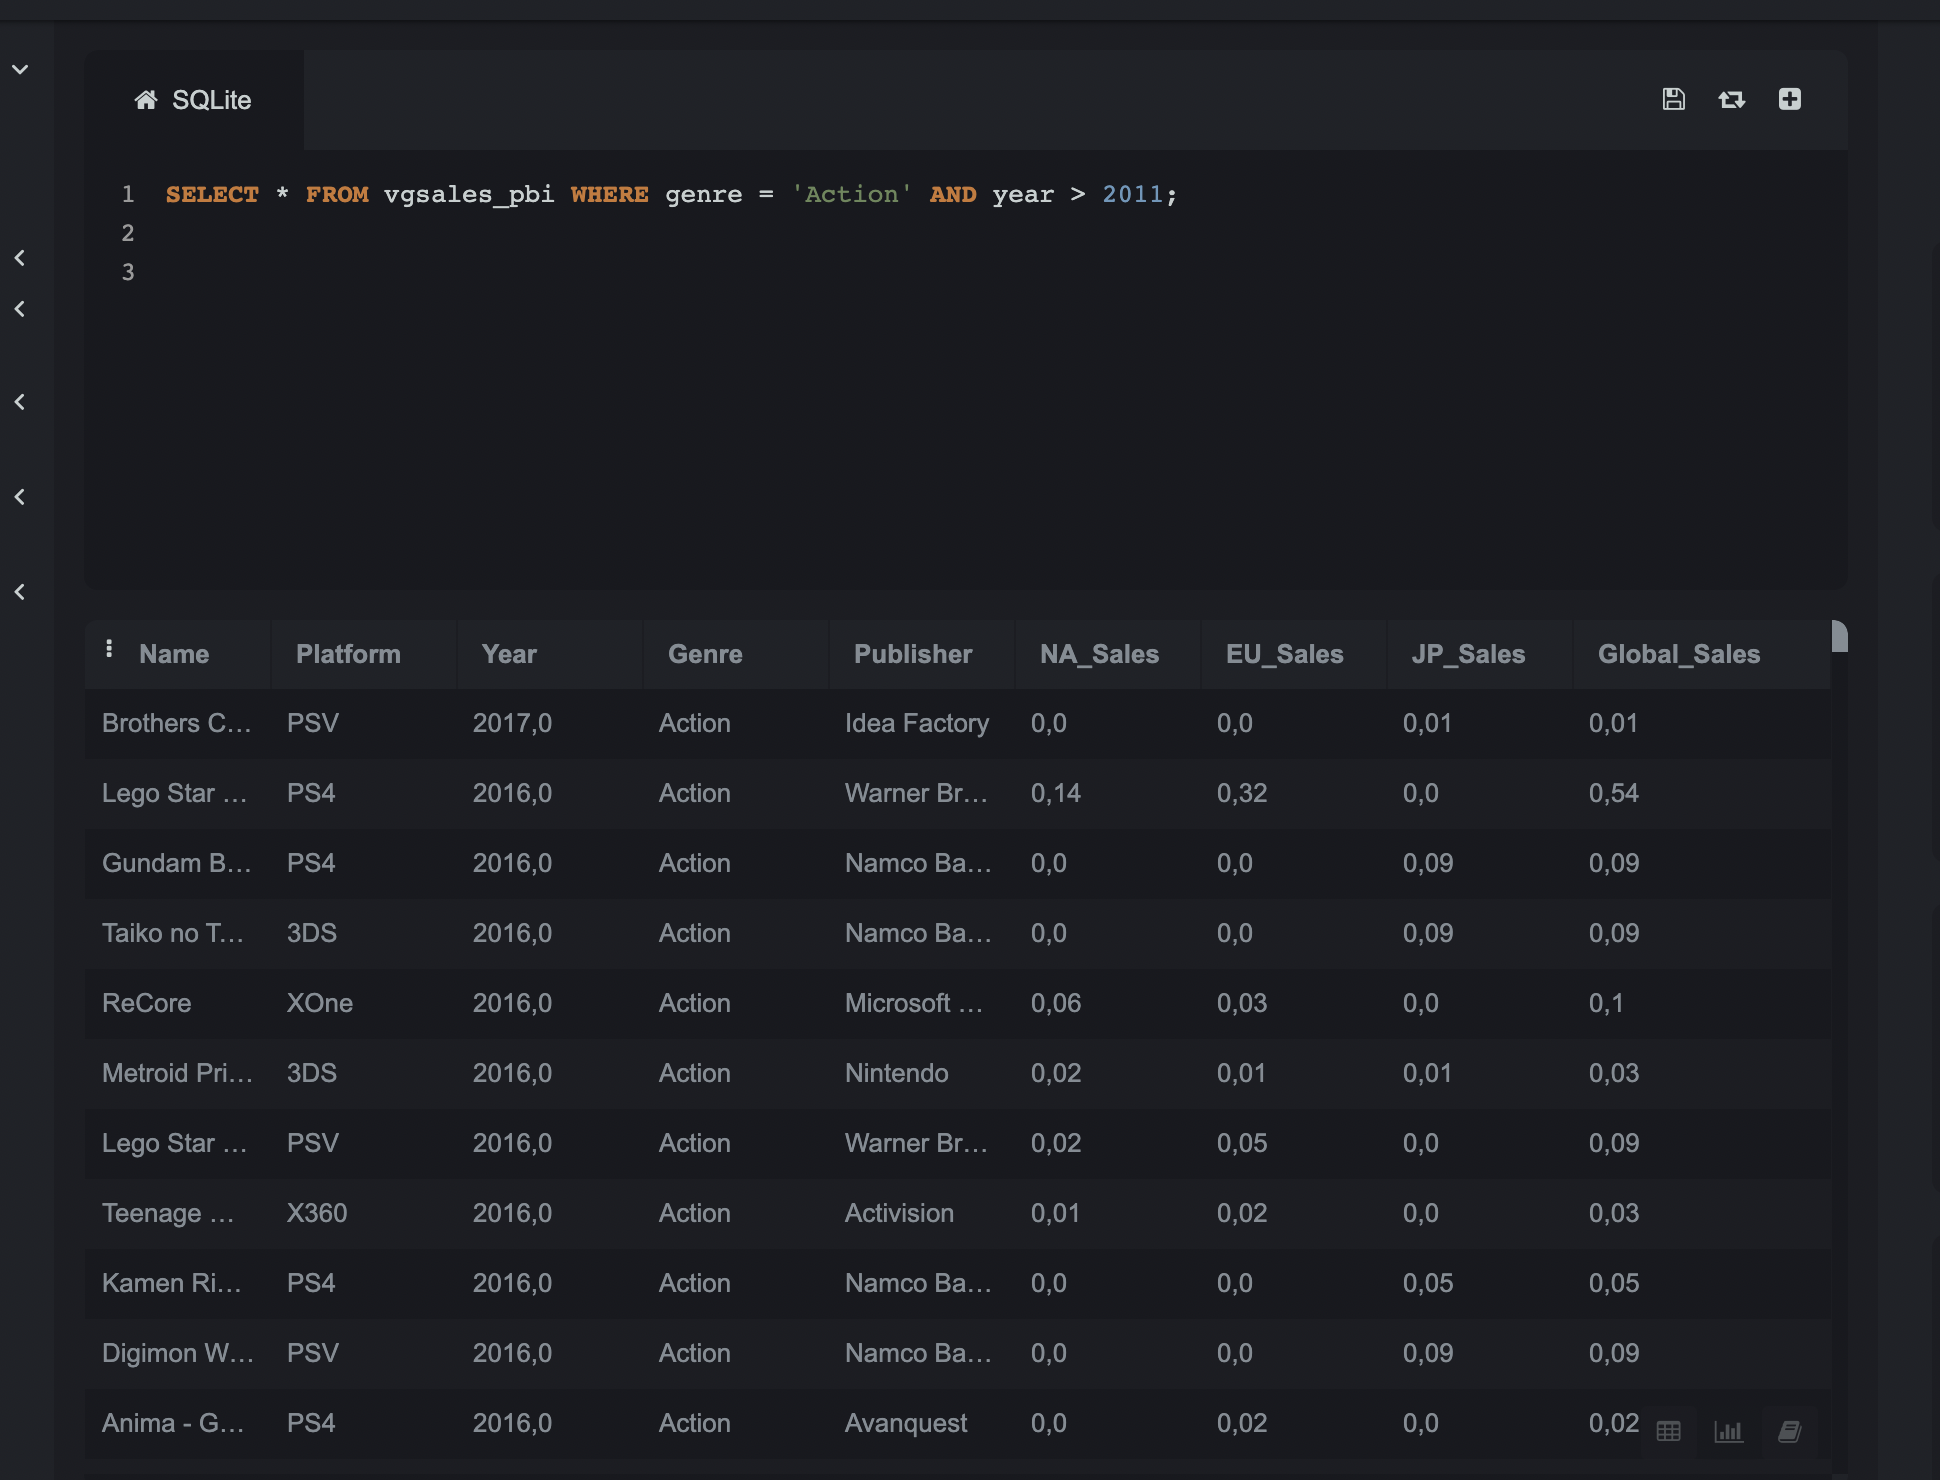 SQLite
1 SELECT * FROM vgsales_pbi WHERE genre = 'Action' AND year > 2011;
2
3
Name Platform Year Genre Publisher NA_Sales EU_Sales JP_Sales Global_Sales
Brothers C... PSV 2017,0 Action Idea Factory 0,0 0,0 0,01 0,01
Lego Star ... PS4 2016,0 Action Warner Br... 0,14 0,32 0,0 0,54
Gundam B... PS4 2016,0 Action Namco Ba... 0,0 0,0 0,09 0,09
Taiko no T... 3DS 2016,0 Action Namco Ba... 0,0 0,0 0,09 0,09
ReCore XOne 2016,0 Action Microsoft ... 0,06 0,03 0,0 0,1
Metroid Pri... 3DS 2016,0 Action Nintendo 0,02 0,01 0,01 0,03
Lego Star ... PSV 2016,0 Action Warner Br... 0,02 0,05 0,0 0,09
Teenage ... X360 2016,0 Action Activision 0,01 0,02 0,0 0,03
Kamen Ri... PS4 2016,0 Action Namco Ba... 0,0 0,0 0,05 0,05
Digimon W... PSV 2016,0 Action Namco Ba... 0,0 0,0 0,09 0,09
Anima - G... PS4 2016,0 Action Avanquest 0,0 0,02 0,0 0,02